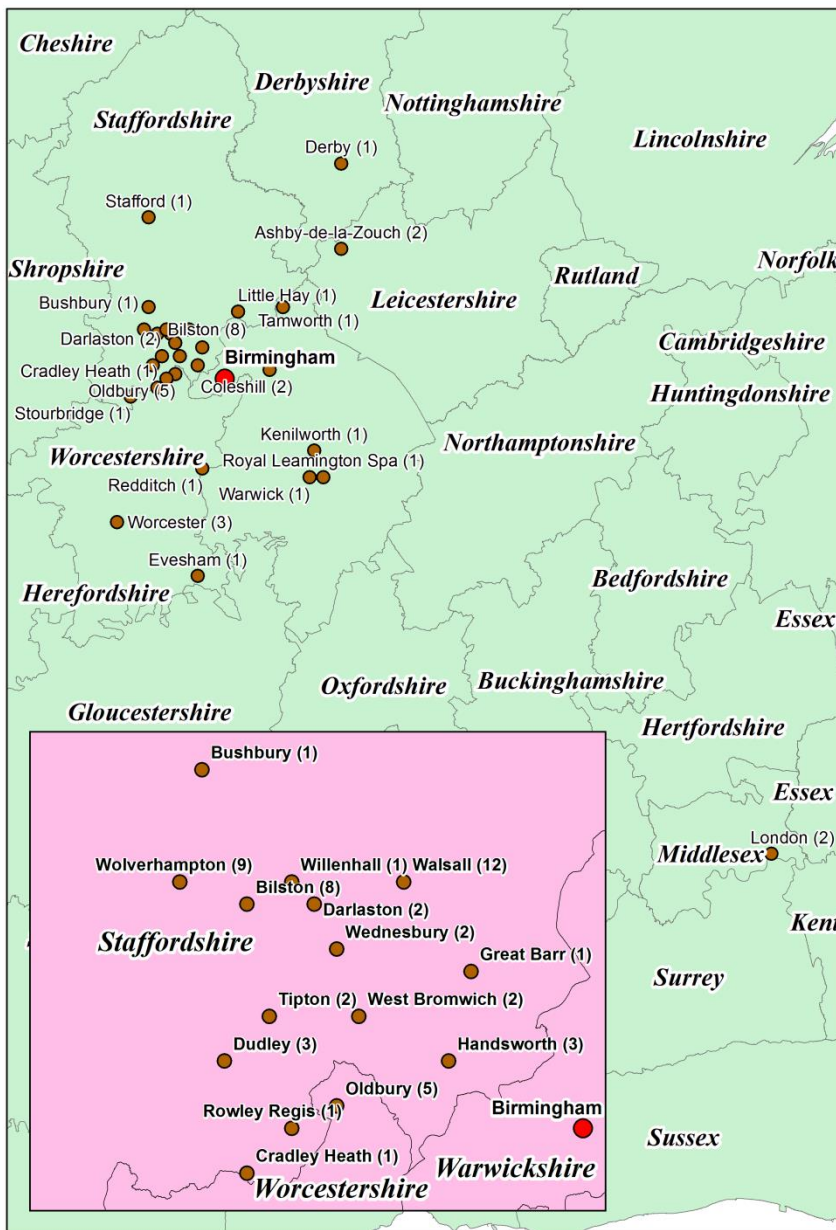 Cheshire
Derbyshire
Nottinghamshire
Staffordshire
Lincolnshire
Derby (1)
Stafford (1)
Ashby-de-la-Zouch (2)
Shropshire
Rutland
Norfolk
Bushbury (1)
Little Hay (1)
Leicestershire
Tamworth (1)
Darlaston (2)
Bilston (8)
Cambridgeshire
Birmingham
Cradley Heath (1)
Coleshill (2)
Oldbury (5)
Huntingdonshire
Stourbridge (1)
Kenilworth (1)
Northamptonshire
Worcestershire
Royal Leamington Spa (1)
Redditch (1)
Warwick (1)
Worcester (3)
Evesham (1)
Herefordshire
Bedfordshire
Essex
Oxfordshire
Buckinghamshire
Gloucestershire
Hertfordshire
Essex
London (2)
Middlesex
Kent
Surrey
Sussex
Bushbury (1)
Wolverhampton (9)
Willenhall (1)
Walsall (12)
Bilston (8)
Darlaston (2)
Staffordshire
Wednesbury (2)
Great Barr (1)
Tipton (2)
West Bromwich (2)
Dudley (3)
Handsworth (3)
Oldbury (5)
Rowley Regis (1)
Birmingham
Cradley Heath (1)
Warwickshire
Worcestershire